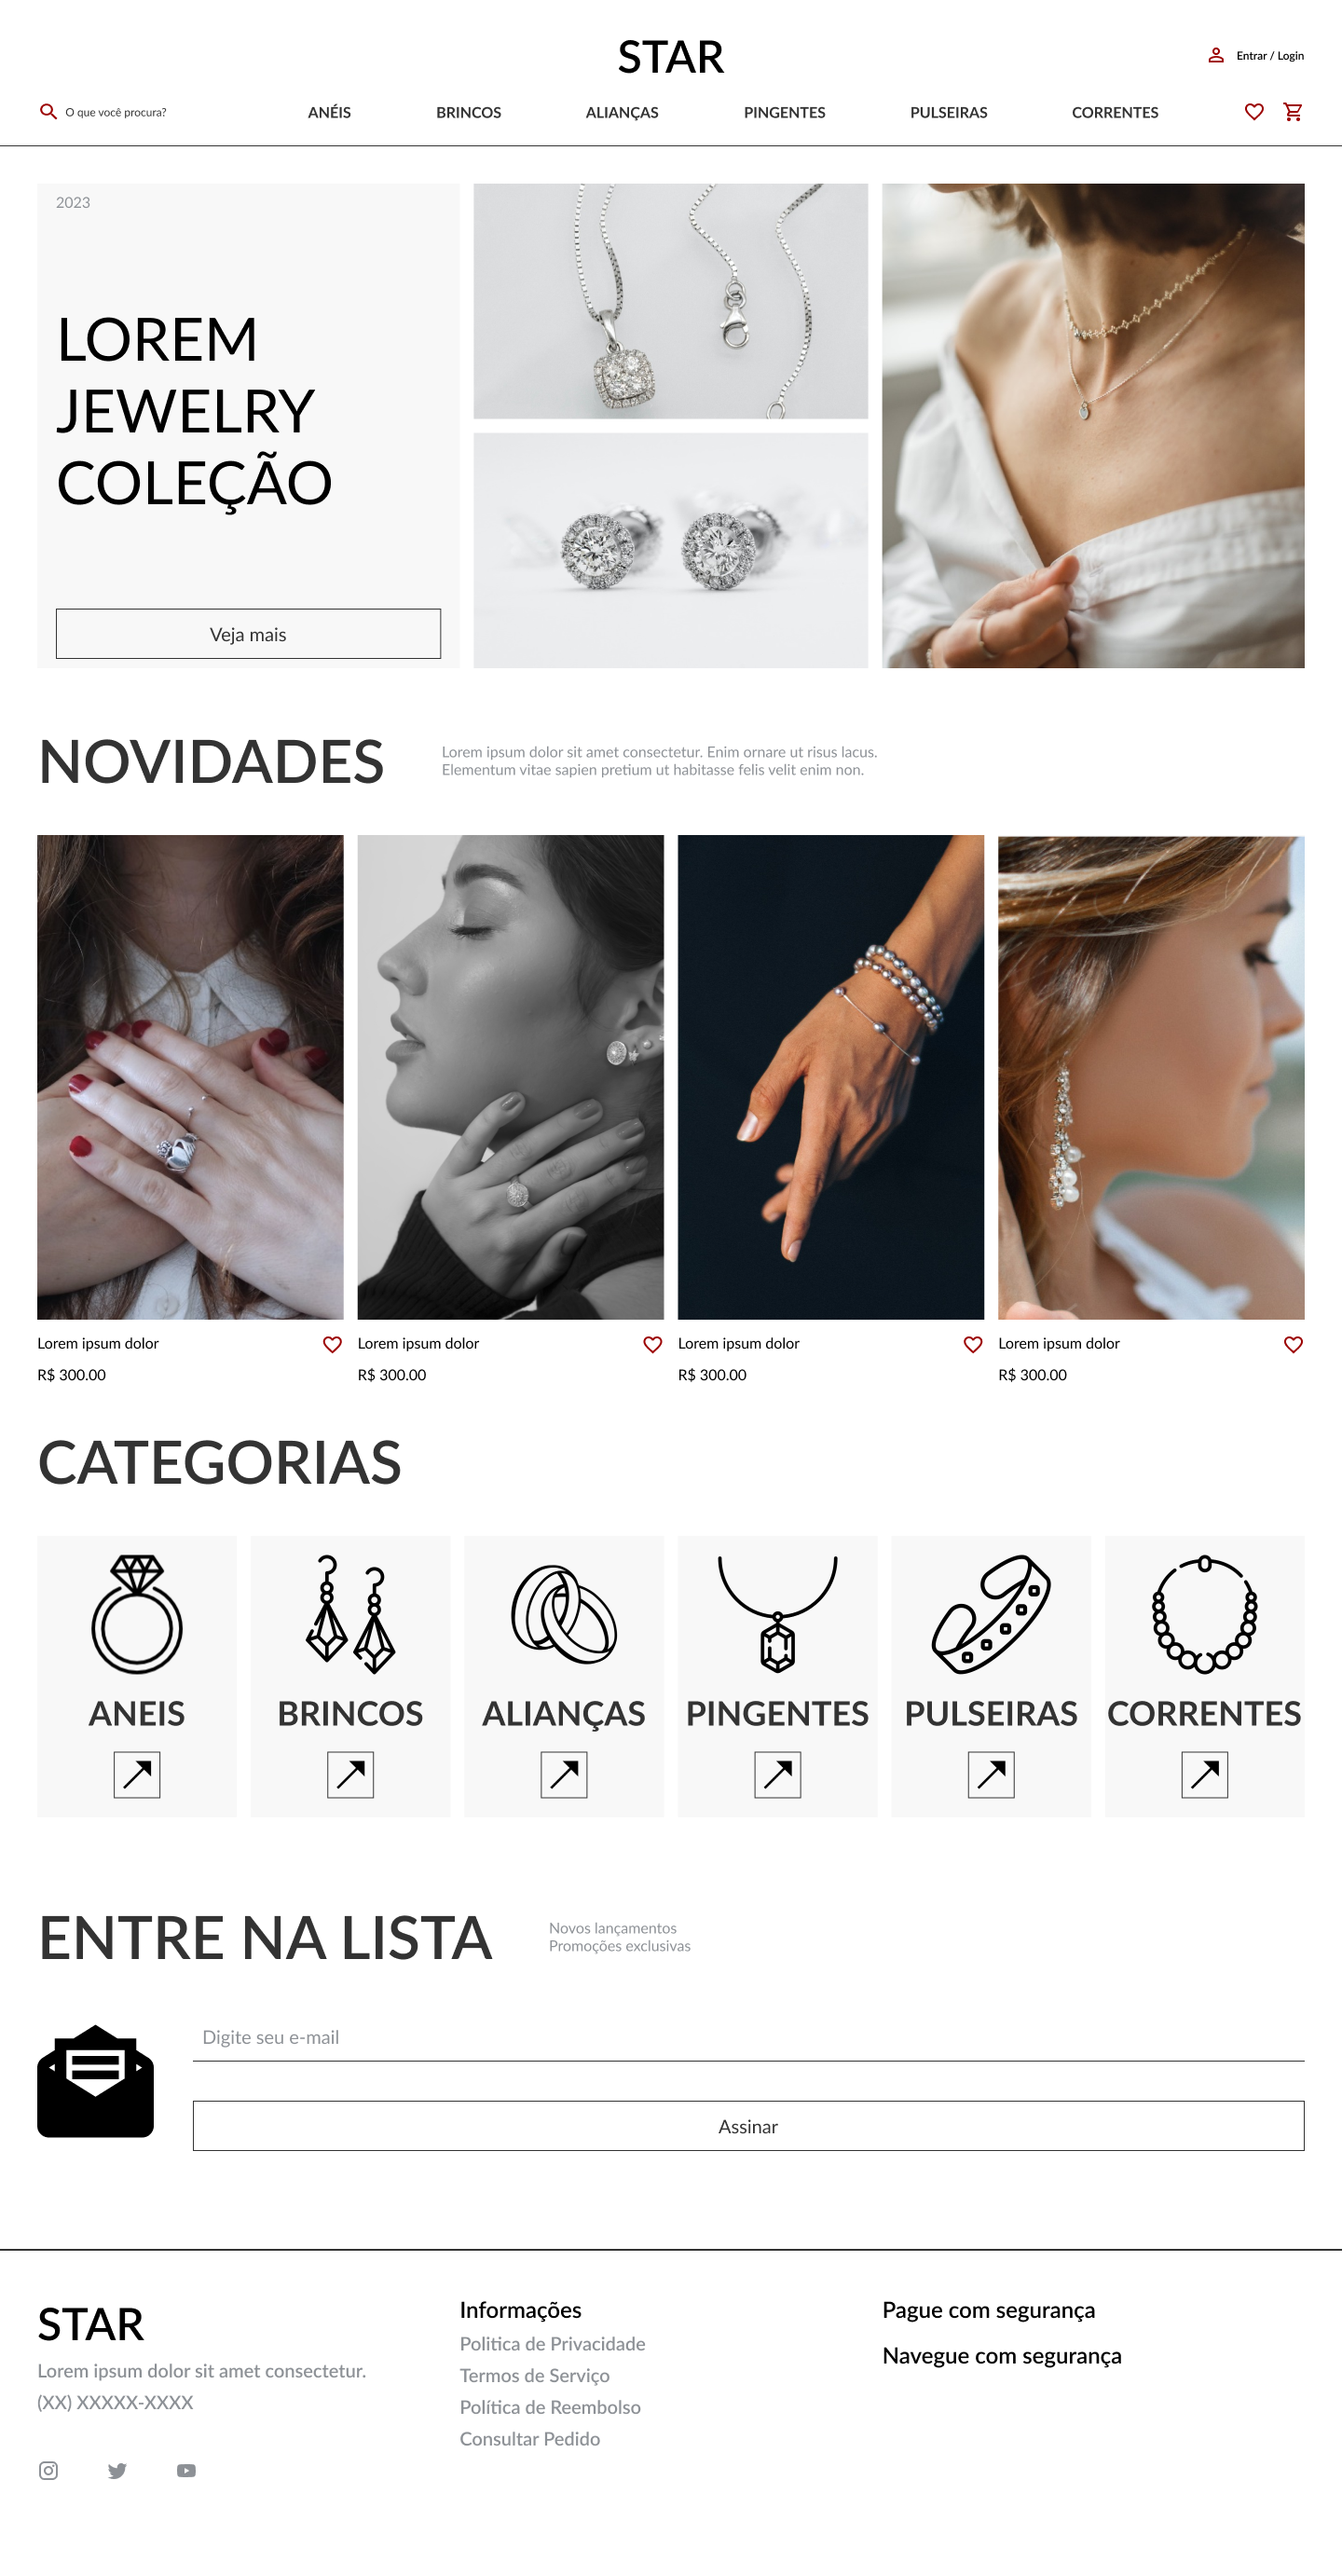 STAR
Entrar / Login
O que você procura?
ANÉIS
BRINCOS
ALIANÇAS
PINGENTES
PULSEIRAS
CORRENTES
2023
LOREM
JEWELRY
COLEÇÃO
Veja mais
NOVIDADES
Lorem ipsum dolor sit amet consectetur. Enim ornare ut risus lacus.
Elementum vitae sapien pretium ut habitasse felis velit enim non.
Lorem ipsum dolor
R$ 300.00
Lorem ipsum dolor
R$ 300.00
Lorem ipsum dolor
R$ 300.00
Lorem ipsum dolor
R$ 300.00
CATEGORIAS
ANEIS
BRINCOS
ALIANÇAS
PINGENTES
PULSEIRAS
CORRENTES
ENTRE NA LISTA
Novos lançamentos
Promoções exclusivas
Digite seu e-mail
Assinar
STAR
Lorem ipsum dolor sit amet consectetur.
(XX) XXXXX-XXXX
Informações
Politica de Privacidade
Termos de Serviço
Política de Reembolso
Consultar Pedido
Pague com segurança
Navegue com segurança